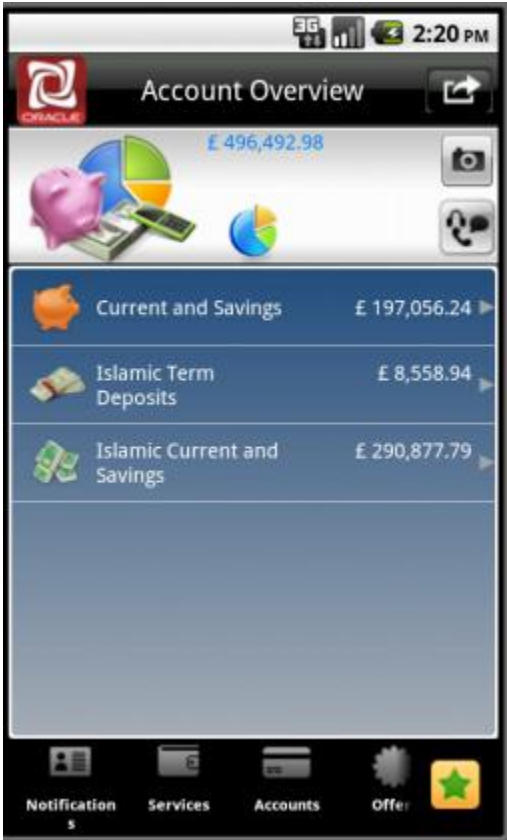 3G
2:20 PM
ORACLE
Account Overview
£ 496,492.98
Current and Savings £ 197,056.24
Islamic Term
Deposits
£ 8,558.94
Islamic Current and
Savings
£ 290,877.79
Notification
s
Services
Accounts
Offer